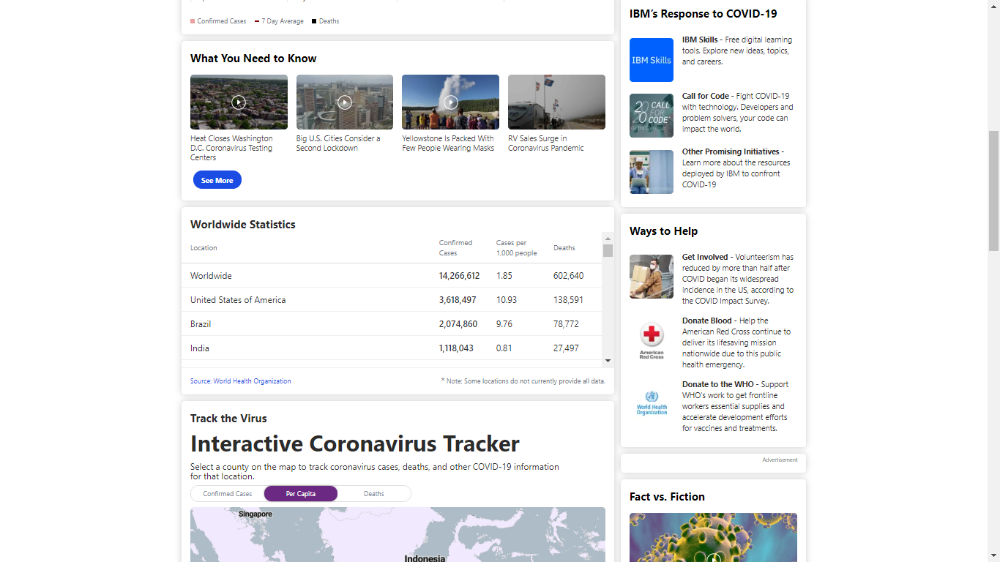 Confirmed Cases 7 Day Average Deaths
What You Need to Know
Heat Closes Washington
D.C. Coronavirus Testing
Centers
Big U.S. Cities Consider a
Second Lockdown
Yellowstone Is Packed With
Few People Wearing Masks
RV Sales Surge in
Coronavirus Pandemic
See More
Worldwide Statistics
Location Confirmed Cases Cases per 1,000 people Deaths
Worldwide 14,266,612 1.85 602,640
United States of America 3,618,497 10.93 138,591
Brazil 2,074,860 9.76 78,772
India 1,118,043 0.81 27,497
Source: World Health Organization * Note: Some locations do not currently provide all data.
Track the Virus
Interactive Coronavirus Tracker
Select a county on the map to track coronavirus cases, deaths, and other COVID-19 information
for that location.
Confirmed Cases Per Capita Deaths
Singapore
Indonesia
IBM’s Response to COVID-19
IBM Skills
IBM Skills - Free digital learning
tools. Explore new ideas, topics,
and careers.
20 CALL
FOR
CODE
Call for Code - Fight COVID-19
with technology. Developers and
problem solvers, your code can
impact the world.
Other Promising Initiatives -
Learn more about the resources
deployed by IBM to confront
COVID-19
Ways to Help
Get Involved - Volunteerism has
reduced by more than half after
COVID began its widespread
incidence in the US, according to
the COVID Impact Survey.
American
Red Cross
Donate Blood - Help the
American Red Cross continue to
deliver its lifesaving mission
nationwide due to this public
health emergency.
World Health
Organization
Donate to the WHO - Support
WHO's work to get frontline
workers essential supplies and
accelerate development efforts
for vaccines and treatments.
Advertisement
Fact vs. Fiction